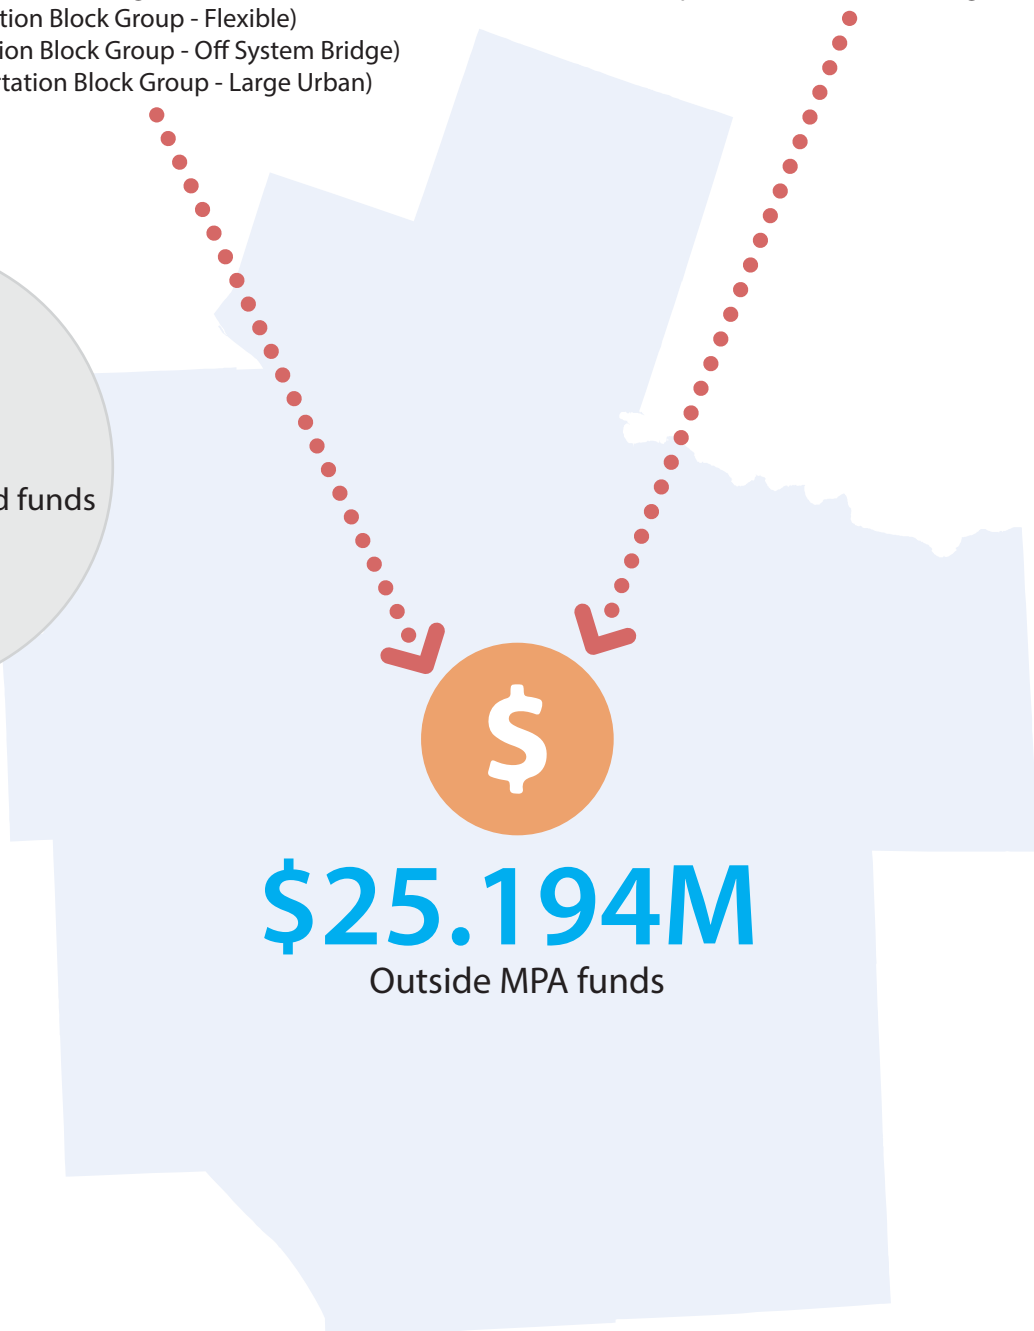 tion Block Group - Flexible)
ion Block Group - Off System Bridge)
tation Block Group - Large Urban)
d funds
$
$25.194M
Outside MPA funds